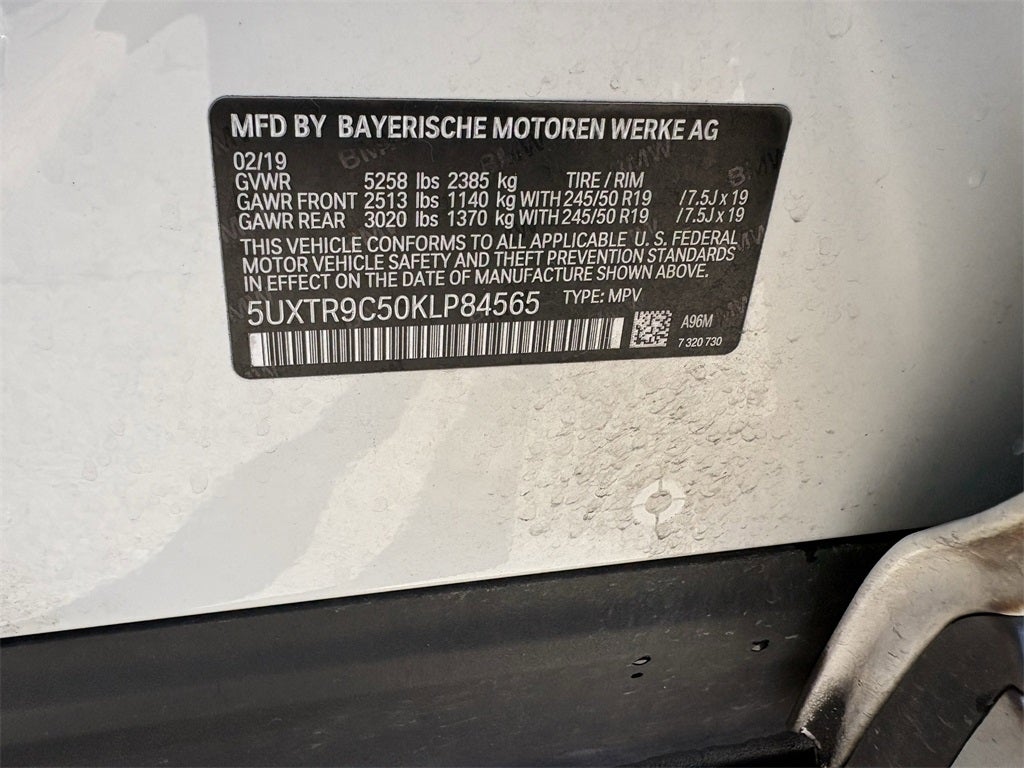 MFD BY BAYERISCHE MOTOREN WERKE AG
02/19
GVWR 5258 lbs 2385 kg TIRE / RIM
GAWR FRONT 2513 lbs 1140 kg WITH 245/50 R19 /7.5J x 19
GAWR REAR 3020 lbs 1370 kg WITH 245/50 R19 /7.5J x 19
THIS VEHICLE CONFORMS TO ALL APPLICABLE U. S. FEDERAL
MOTOR VEHICLE SAFETY AND THEFT PREVENTION STANDARDS
IN EFFECT ON THE DATE OF MANUFACTURE SHOWN ABOVE.
5UXTR9C50KLP84565 TYPE: MPV
A96M
7 320 730